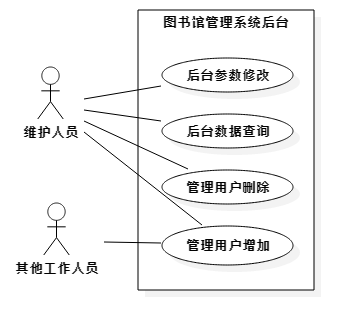 图书馆管理系统后台
后台参数修改
维护人员
后台数据查询
管理用户删除
管理用户增加
其他工作人员